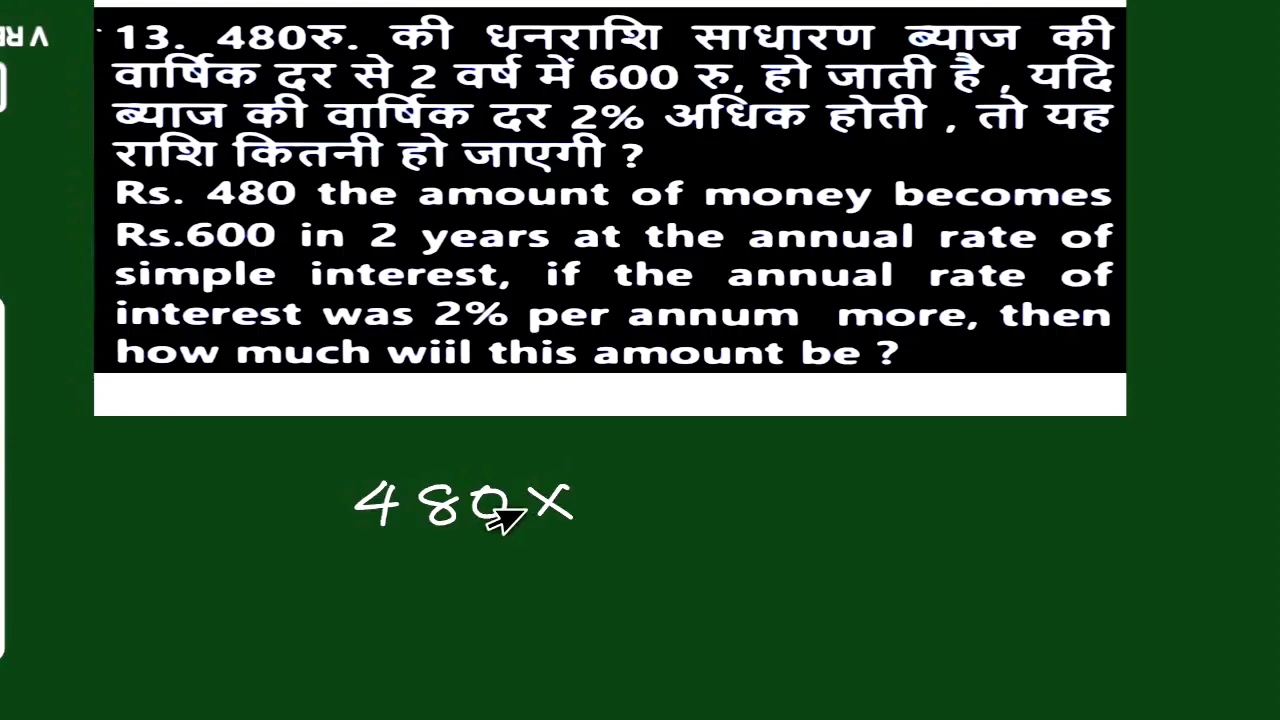 13. 480रु. की धनराशि साधारण ब्याज की
वार्षिक दर से 2 वर्ष में 600 रु, हो जाती है , यदि
ब्याज की वार्षिक दर 2% अधिक होती , तो यह
राशि कितनी हो जाएगी ?
Rs. 480 the amount of money becomes
Rs.600 in 2 years at the annual rate of
simple interest, if the annual rate of
interest was 2% per annum more, then
how much wiil this amount be ?
480×